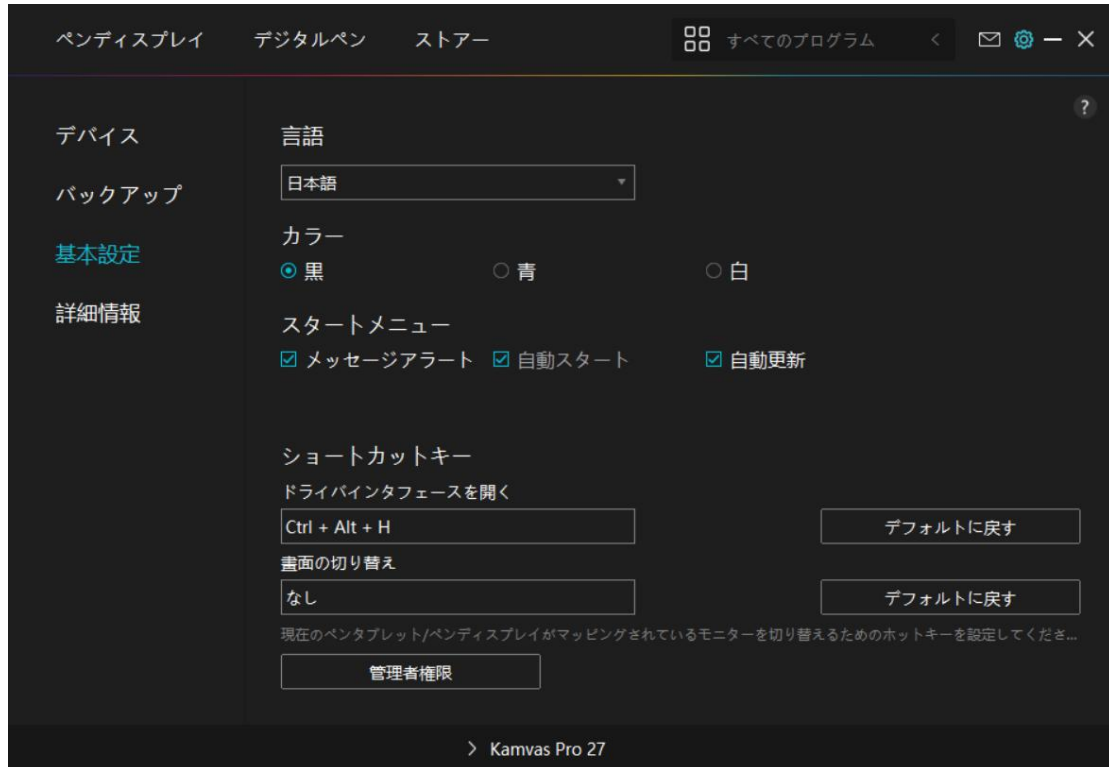 ペンディスプレイ デジタルペン ストアー すべてのプログラム
?
デバイス
バックアップ
基本設定
詳細情報
言語
日本語
カラー
黒 青 白
スタートメニュー
メッセージアラート 自動スタート 自動更新
ショートカットキー
ドライバインタフェースを開く
Ctrl + Alt + H デフォルトに戻す
畫面の切り替え
なし デフォルトに戻す
現在のペンタブレット/ペンディスプレイがマッピングされているモニターを切り替えるためのホットキーを設定してくださ...
管理者権限
Kamvas Pro 27